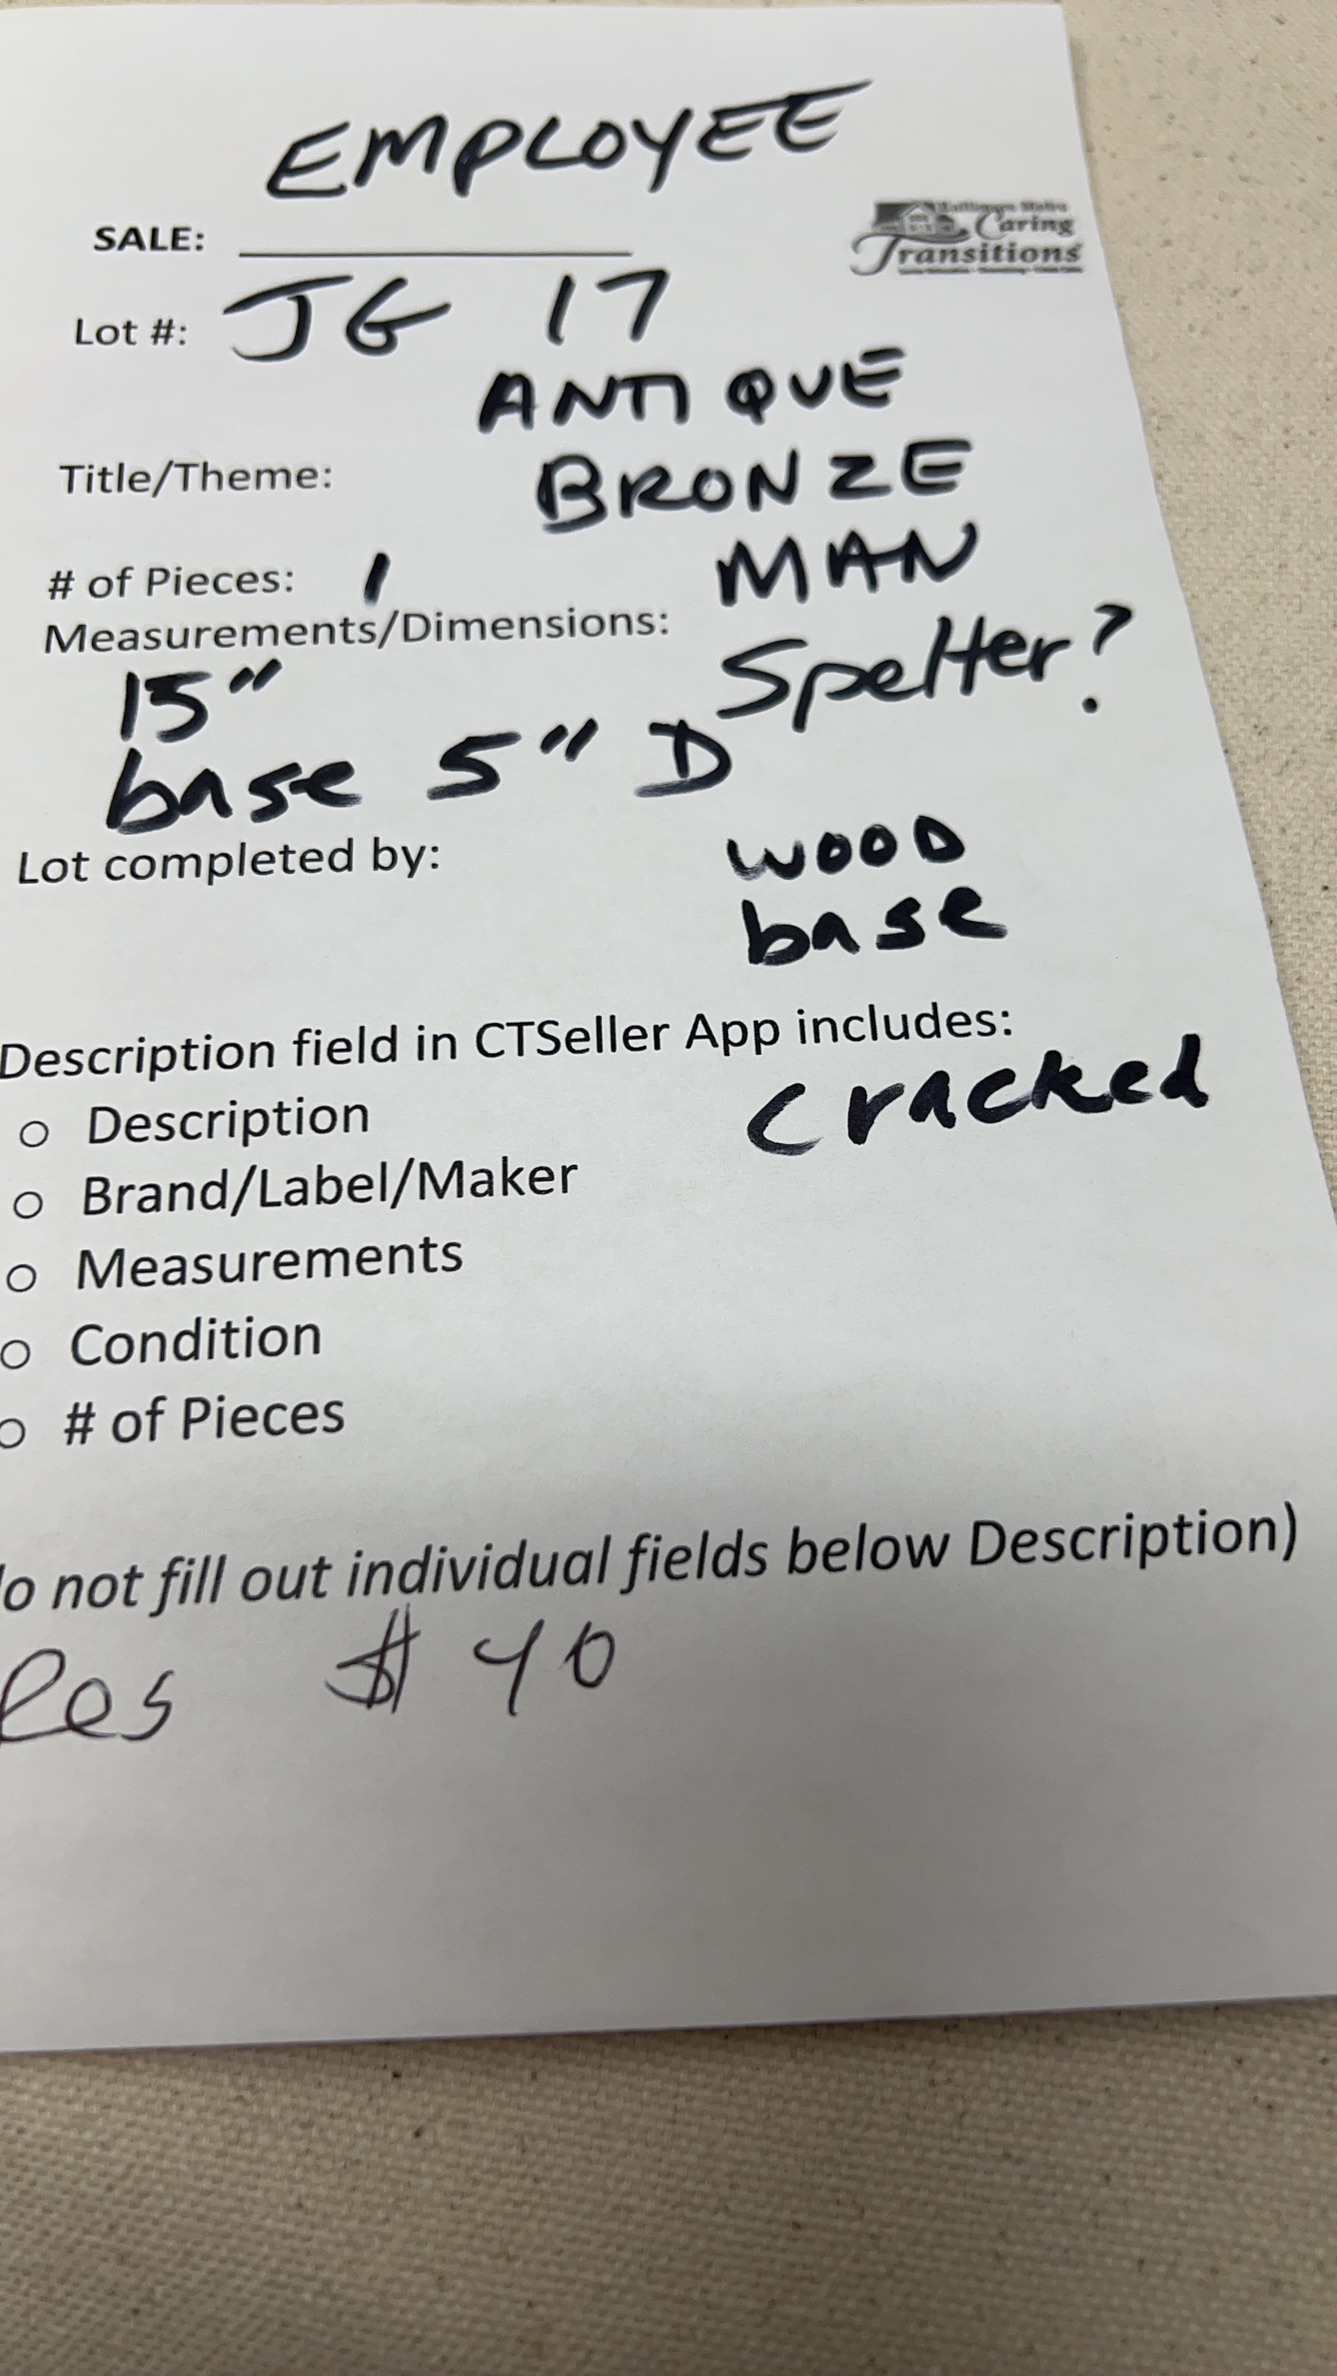 EMPLOYEE
SALE:
Caring
Transitions
Lot #: JG 17
ANTIQUE
Title/Theme: BRONZE
# of Pieces: 1 MAN
Measurements/Dimensions:
15" Spelter?
base 5" D
Lot completed by: WOOD
base
Description field in CTSeller App includes:
cracked
o Description
o Brand/Label/Maker
o Measurements
o Condition
o # of Pieces
o not fill out individual fields below Description)
Res $40